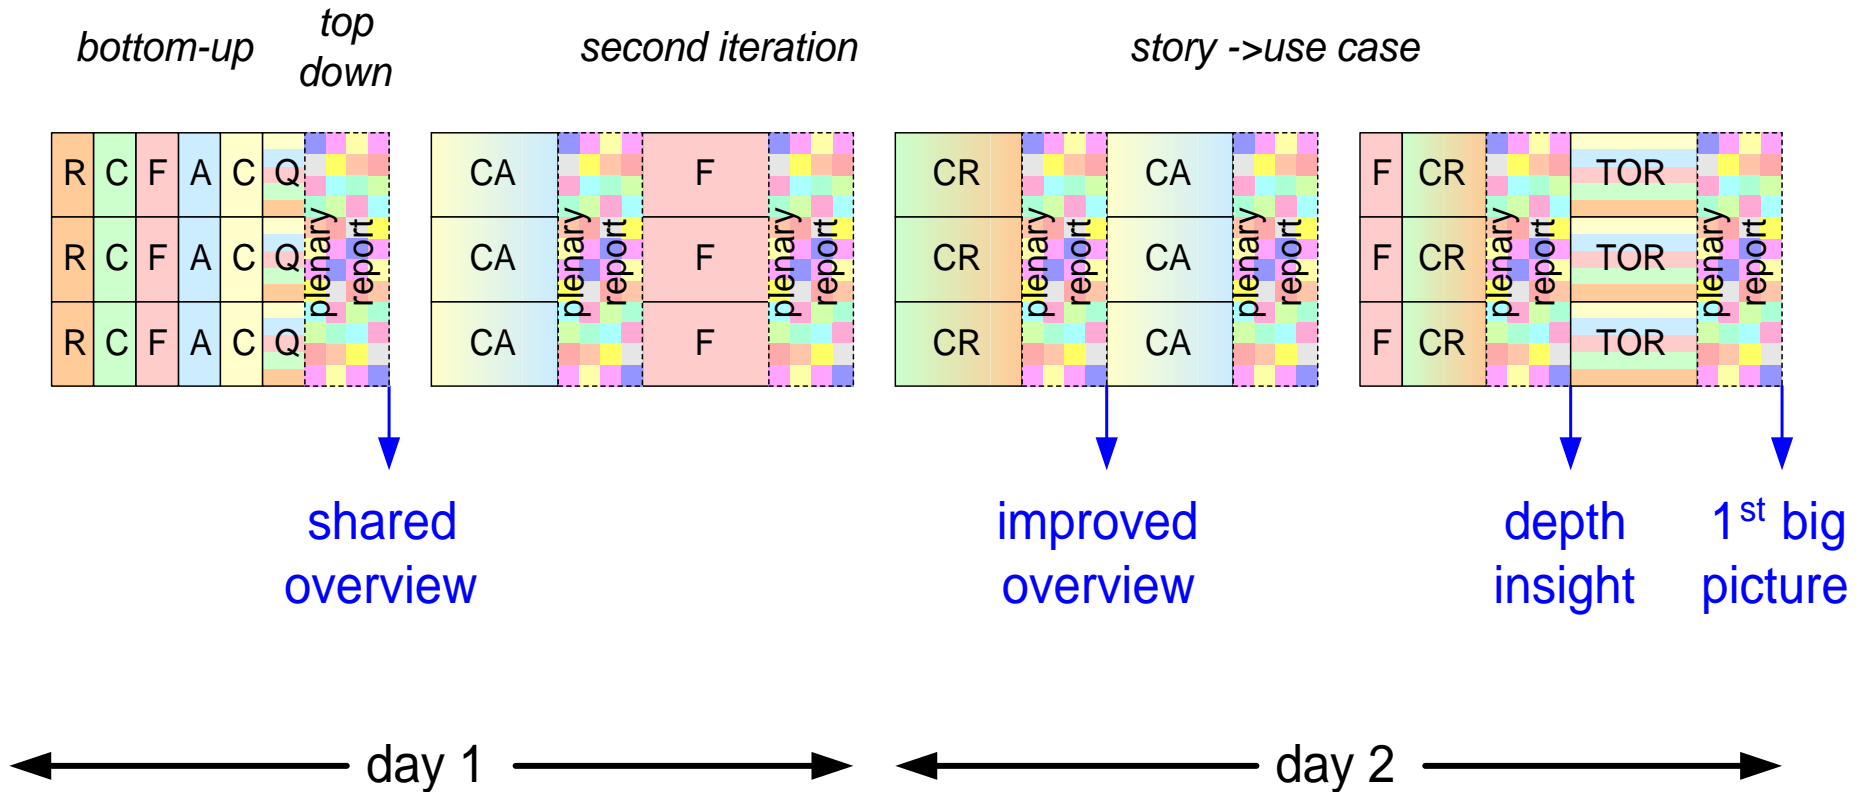 bottom-up
top
down
second iteration
story ->use case
R C F A C Q
R C F A C Q
R C F A C Q
plenary
report
CA
CA
CA
plenary
report
F
F
F
plenary
report
CR
CR
CR
plenary
report
CA
CA
CA
plenary
report
F CR
F CR
F CR
plenary
report
TOR
TOR
TOR
plenary
report
shared
overview
improved
overview
depth
insight
1st big
picture
day 1
day 2